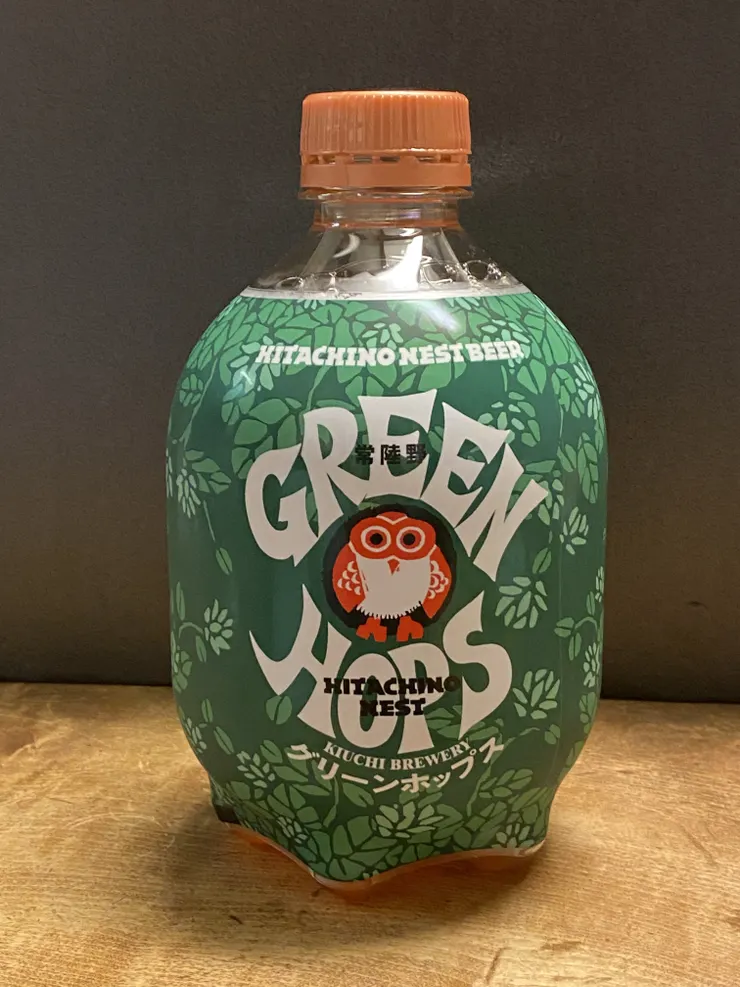 HITACHINO NEST BEER
GREEN
常陸野
HOPS
HITACHINO
NEST
KIUCHI BREWERY
グリーンホップス